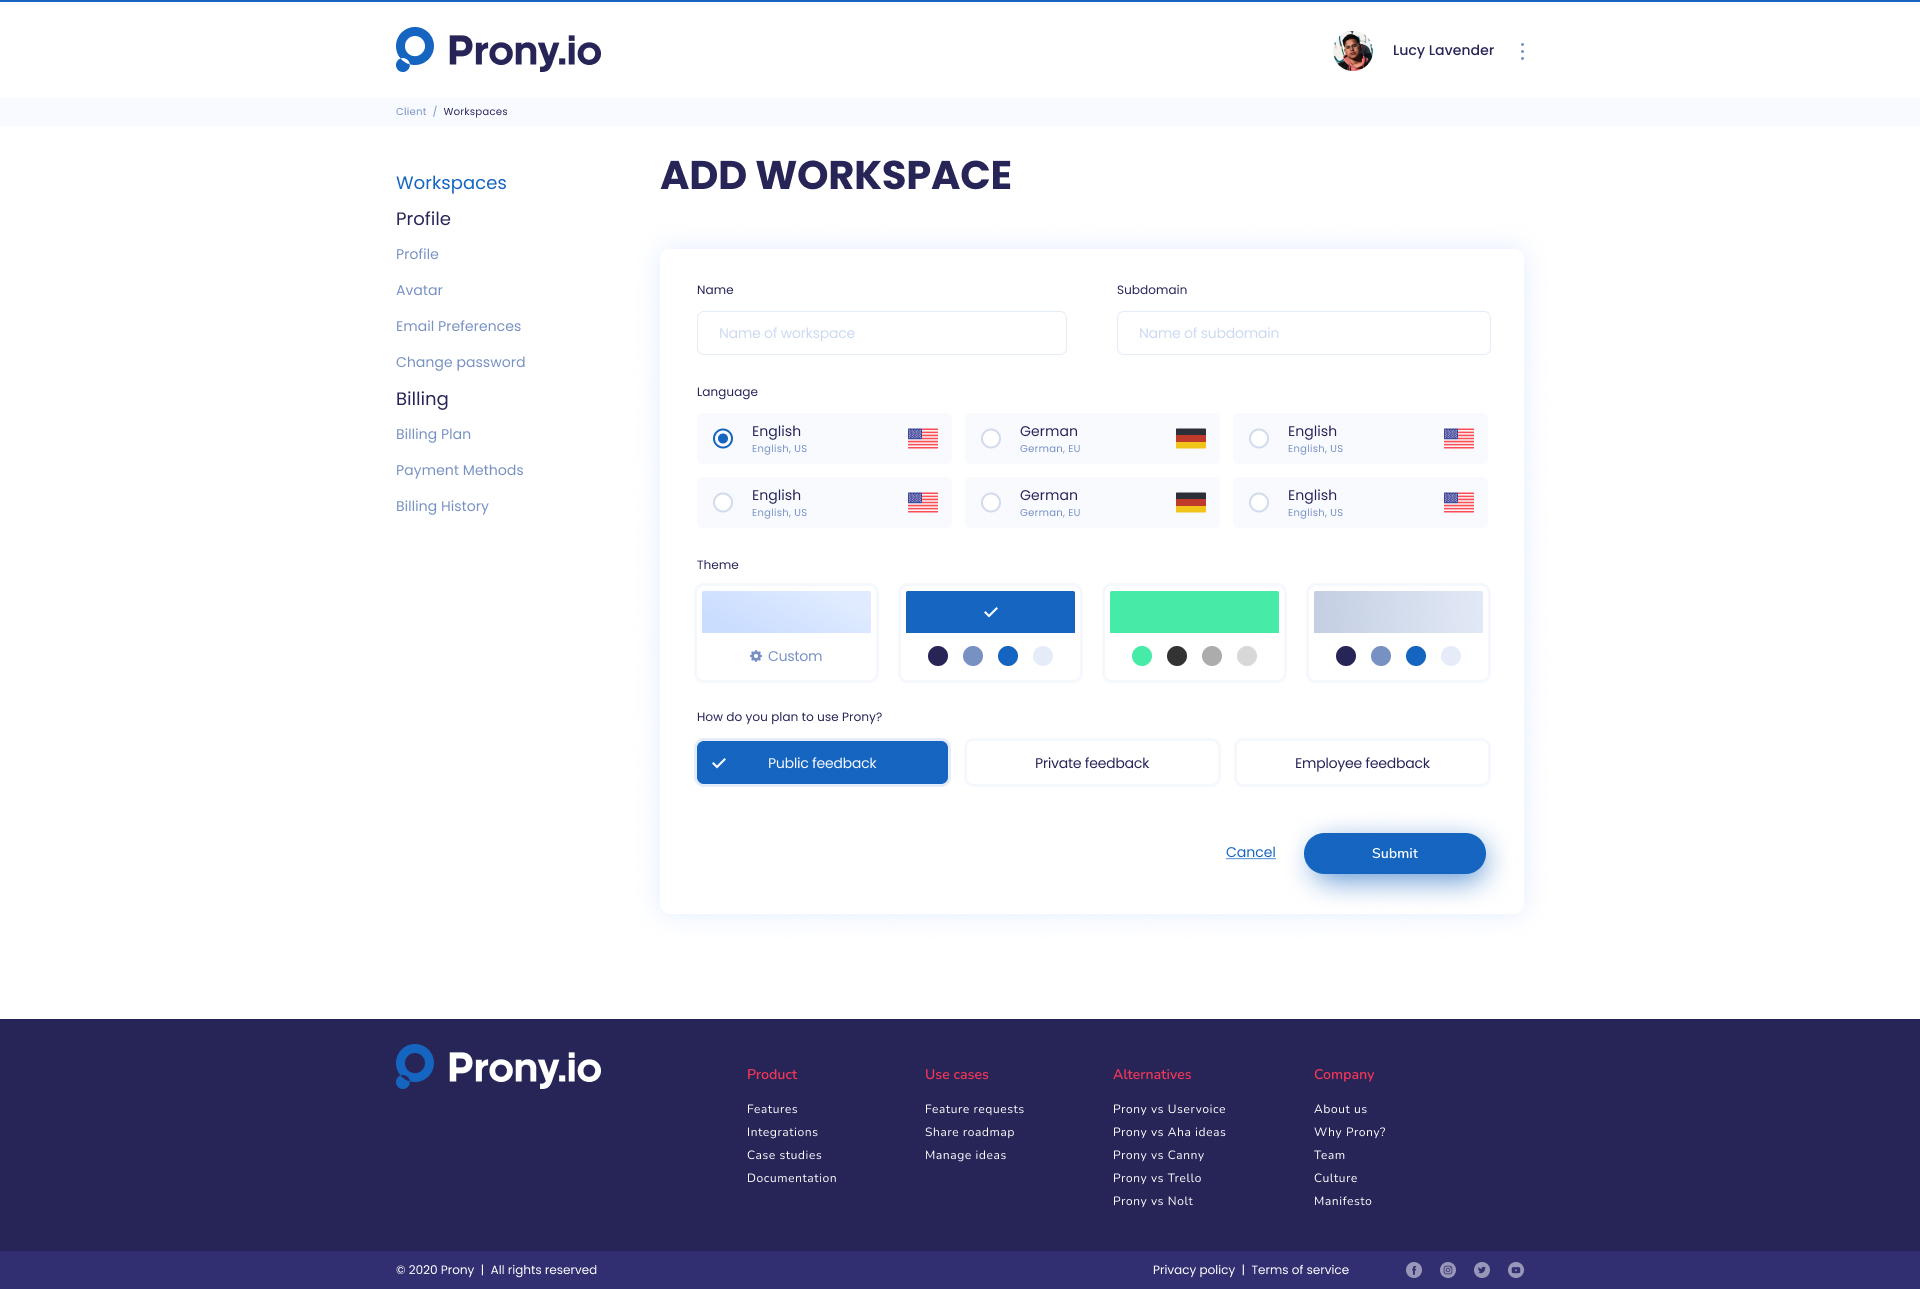 Prony.io
Lucy Lavender
Client / Workspaces
Workspaces
Profile
Profile
Avatar
Email Preferences
Change password
Billing
Billing Plan
Payment Methods
Billing History
ADD WORKSPACE
Name
Subdomain
Name of workspace
Name of subdomain
Language
English
English, US
German
German, EU
English
English, US
English
English, US
German
German, EU
English
English, US
Theme
Custom
How do you plan to use Prony?
Public feedback
Private feedback
Employee feedback
Cancel
Submit
Prony.io
Product
Features
Integrations
Case studies
Documentation
Use cases
Feature requests
Share roadmap
Manage ideas
Alternatives
Prony vs Uservoice
Prony vs Aha ideas
Prony vs Canny
Prony vs Trello
Prony vs Nolt
Company
About us
Why Prony?
Team
Culture
Manifesto
© 2020 Prony | All rights reserved
Privacy policy | Terms of service